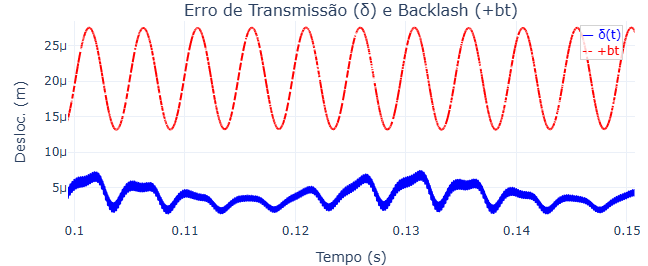 Erro de Transmissão (δ) e Backlash (+bt)
δ(t)
+bt
Desloc. (m)
25μ
20μ
15μ
10μ
5μ
0.1
0.11
0.12
0.13
0.14
0.15
Tempo (s)